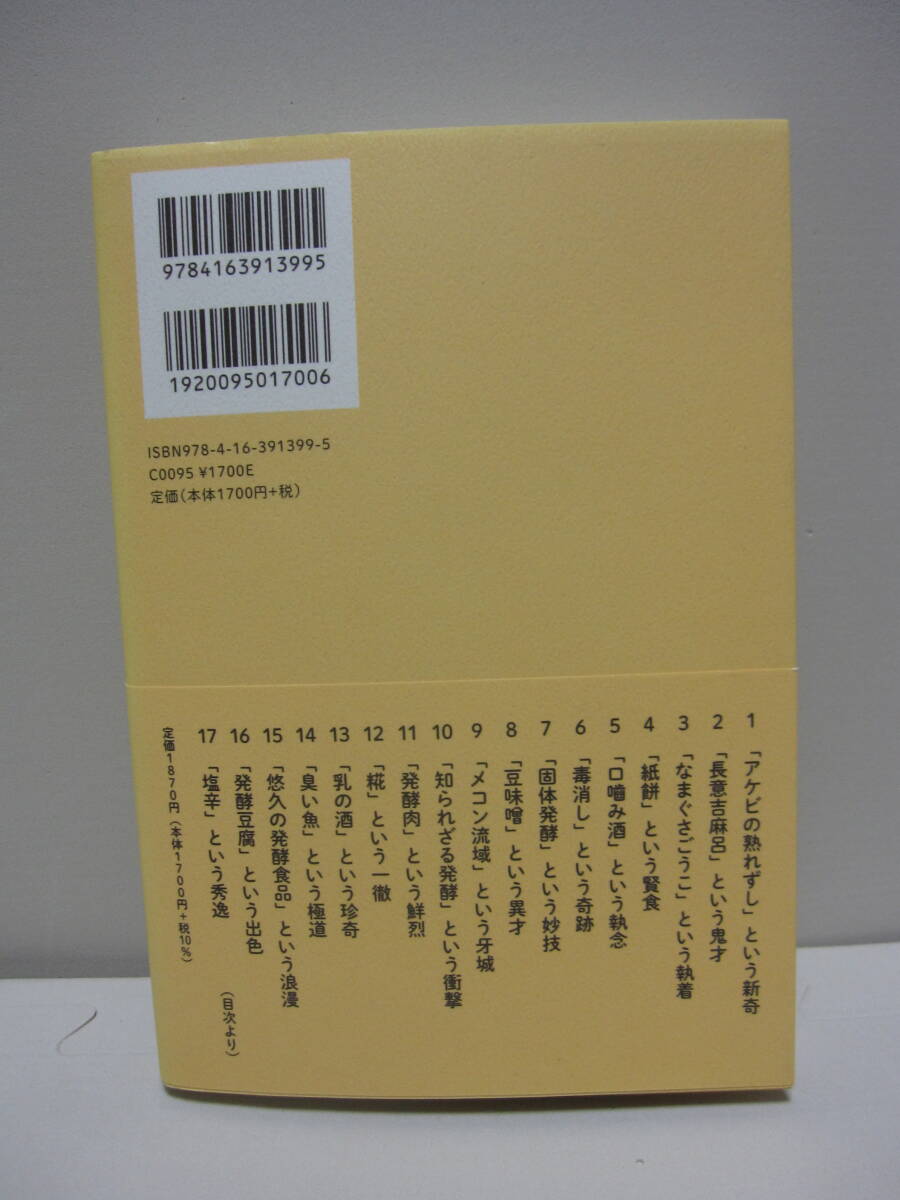 9784163913995
1920095017006
ISBN978-4-16-391399-5
C0095 ¥1700E
定価(本体1700円+税)
1 「アケビの熟れずし」という新奇
2 「長意吉麻呂」という鬼才
3 「なまぐさごうこ」という執着
4 「紙餅」という賢食
5 「口嚙み酒」という執念
6 「毒消し」という奇跡
7 「固体発酵」という妙技
8 「豆味噌」という異才
9 「メコン流域」という牙城
10 「知られざる発酵」という衝撃
11 「発酵肉」という鮮烈
12 「糀」という一徹
13 「乳の酒」という珍奇
14 「臭い魚」という極道
15 「悠久の発酵食品」という浪漫
16 「発酵豆腐」という出色
17 「塩辛」という秀逸
(目次より)
定価1870円(本体1700円+税10%)